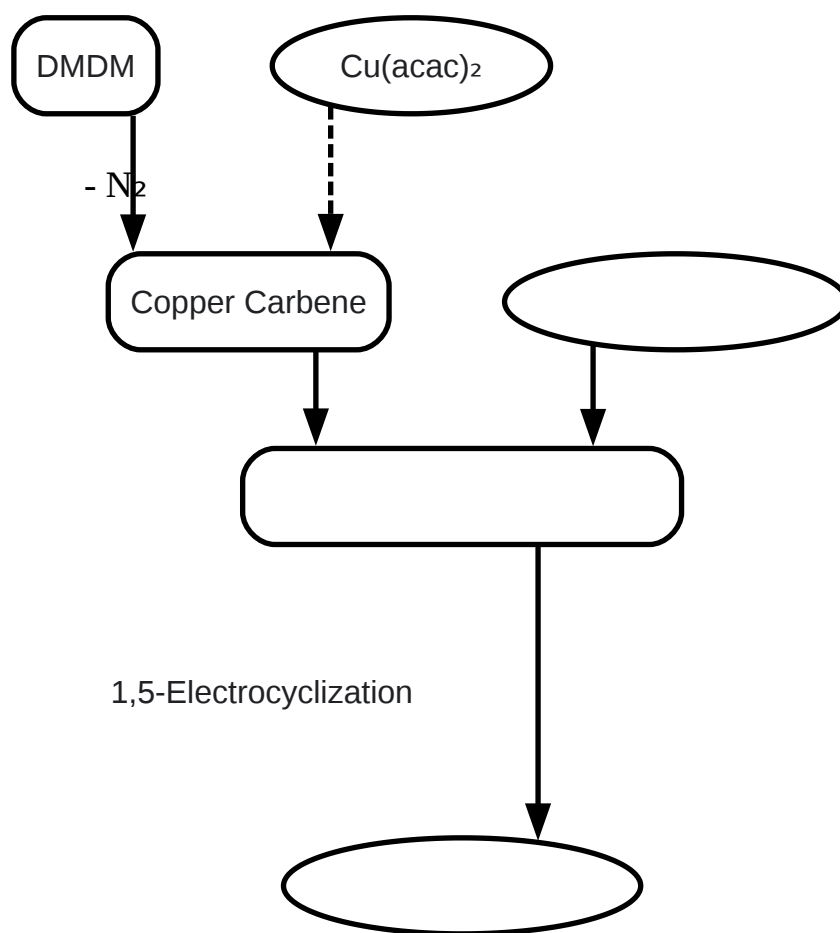 DMDM
Cu(acac)₂
- N₂
Copper Carbene
1,5-Electrocyclization